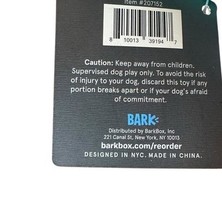 Item #207152
8 10013 39194 7
Caution: Keep away from children.
Supervised dog play only. To avoid the risk
of injury to your dog, discard this toy if any
portion breaks apart or if your dog's afraid
of commitment.
BARK
Distributed by BarkBox, Inc
221 Canal St, New York, NY 10013
barkbox.com/reorder
DESIGNED IN NYC. MADE IN CHINA.